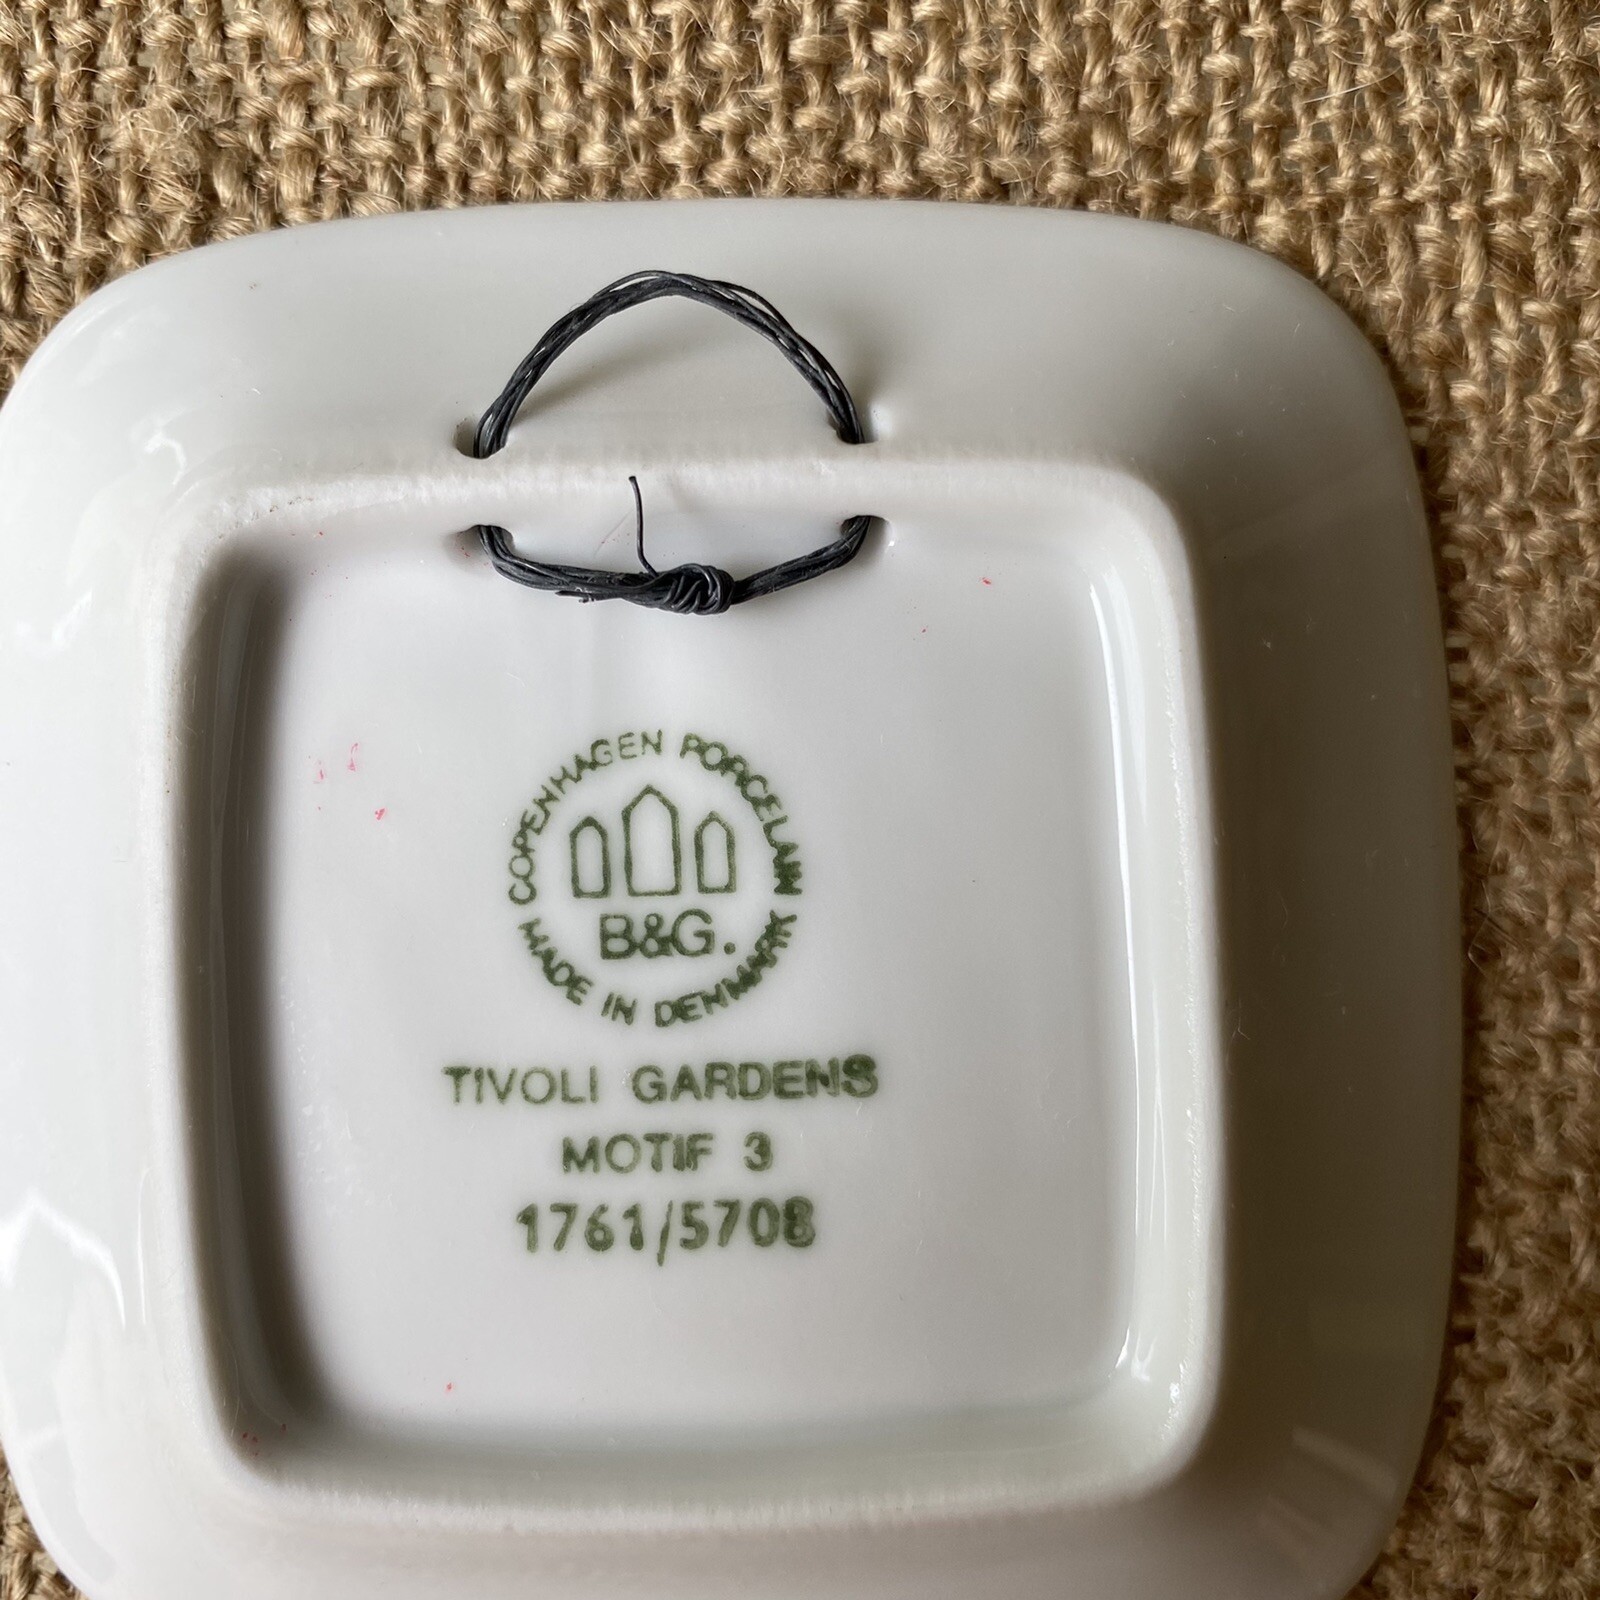 COPENHAGEN PORCELAIN
B&G.
MADE IN DENMARK
TIVOLI GARDENS
MOTIF 3
1761/5708